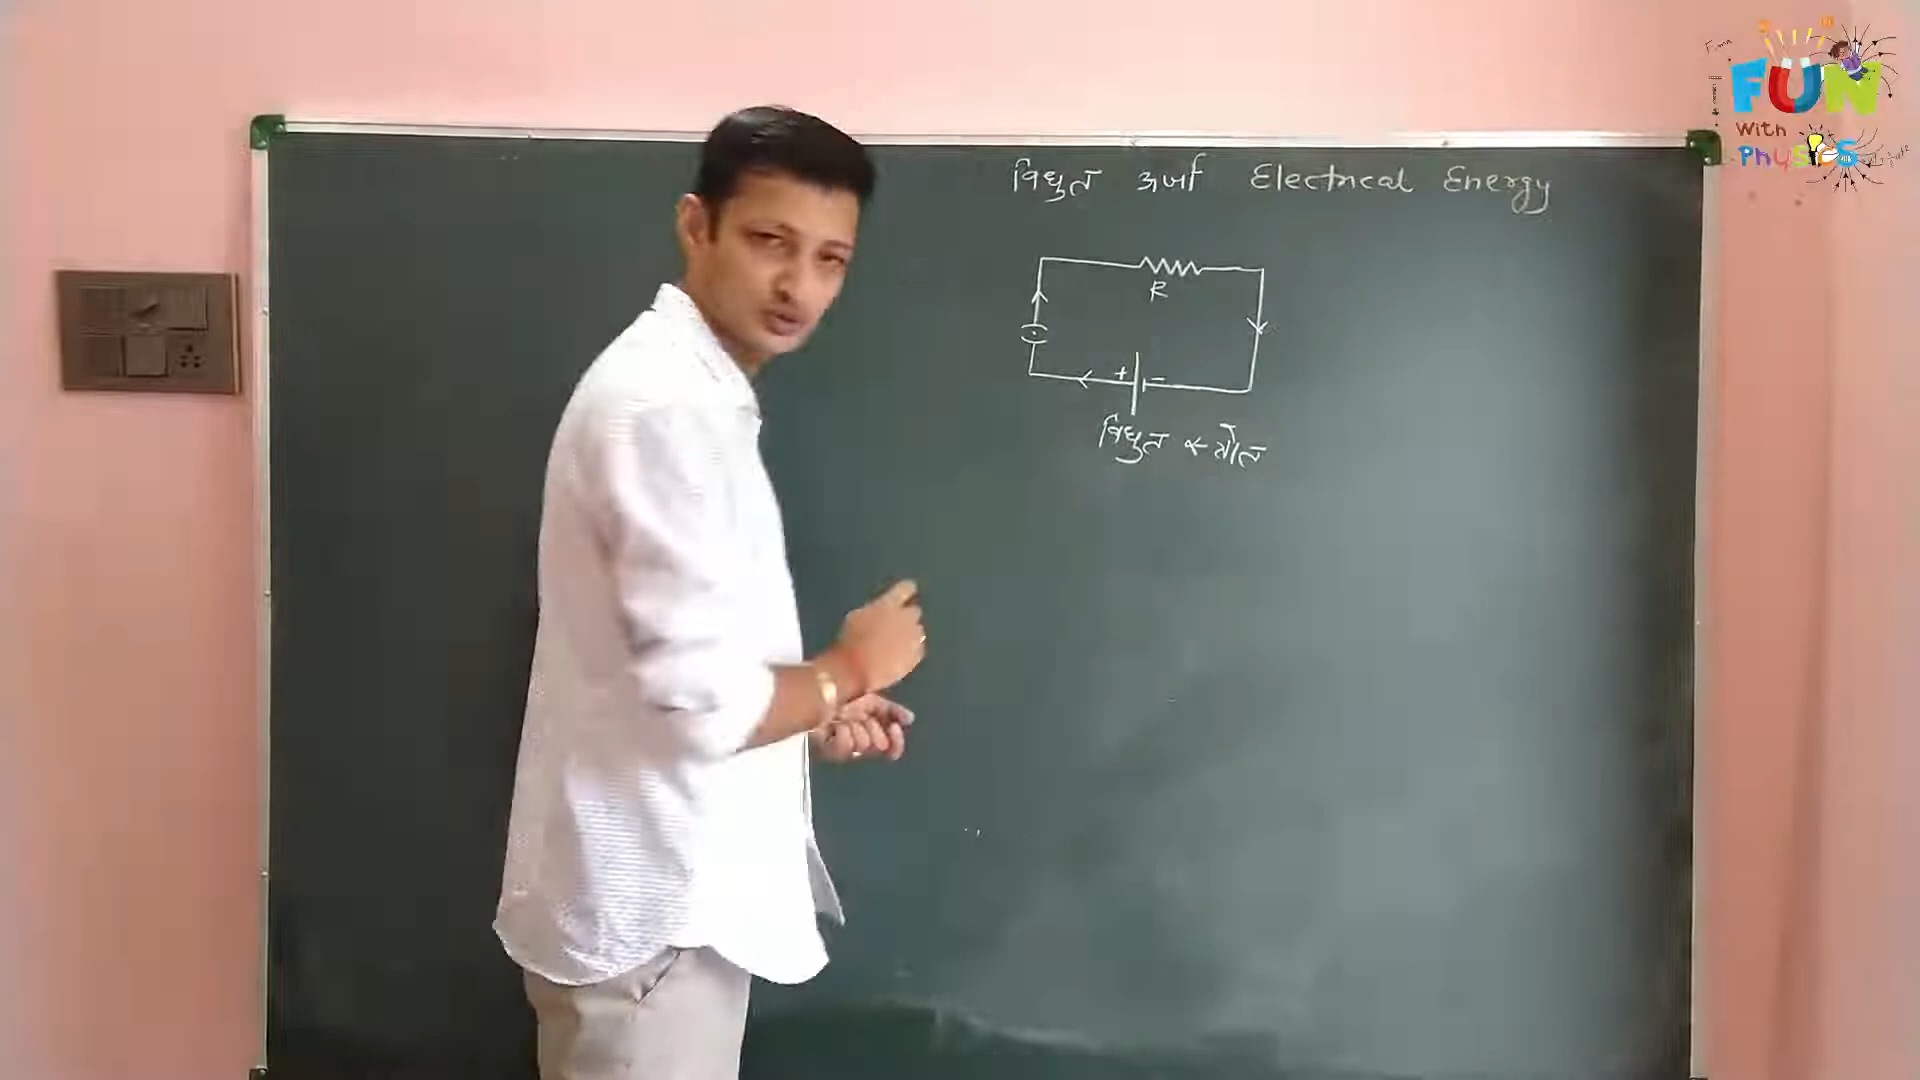 विधुत ऊर्जा Electrical Energy
R
+ -
विधुत स्त्रोत
FUN
With
Physics